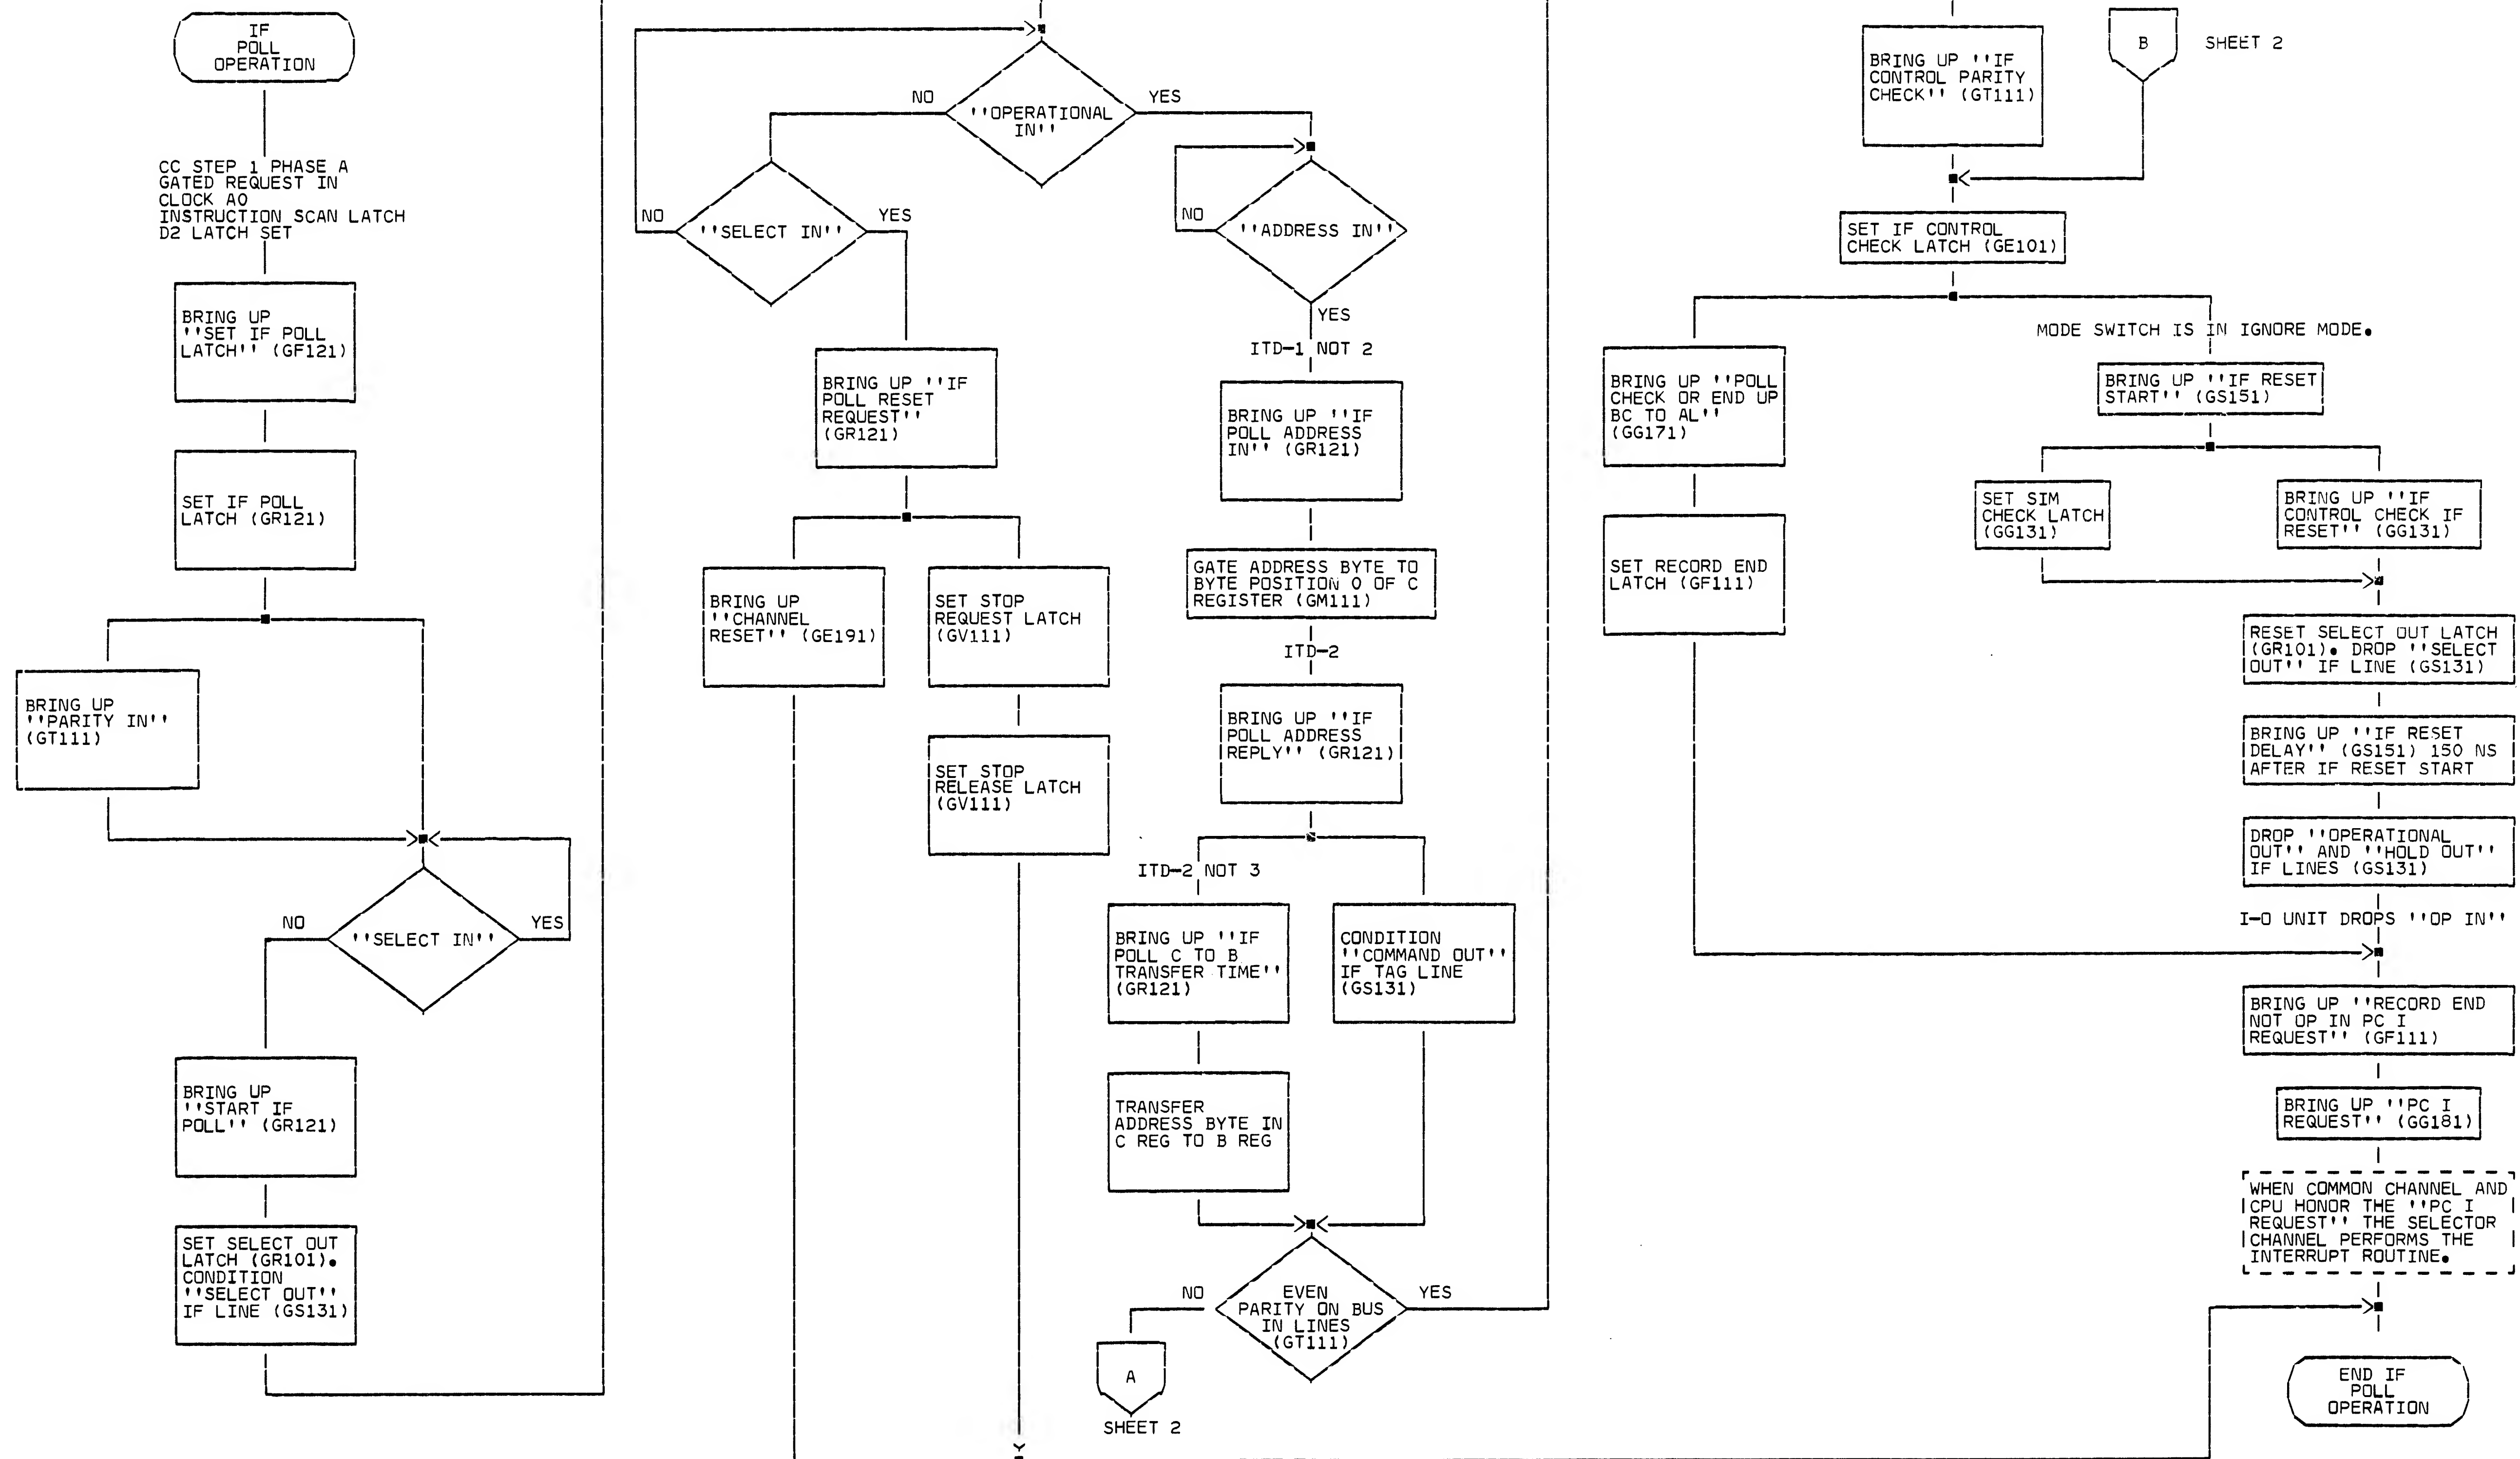 IF
POLL
OPERATION
CC STEP 1 PHASE A
GATED REQUEST IN
CLOCK AO
INSTRUCTION SCAN LATCH
D2 LATCH SET
BRING UP
''SET IF POLL
LATCH'' (GF121)
SET IF POLL
LATCH (GR121)
BRING UP
''PARITY IN''
(GT111)
NO
''SELECT IN''
YES
BRING UP
''START IF
POLL'' (GR121)
SET SELECT OUT
LATCH (GR101).
CONDITION
''SELECT OUT''
IF LINE (GS131)
NO
''OPERATIONAL
IN''
YES
NO
''SELECT IN''
YES
NO
''ADDRESS IN''
YES
BRING UP ''IF
POLL RESET
REQUEST''
(GR121)
BRING UP
''CHANNEL
RESET'' (GE191)
SET STOP
REQUEST LATCH
(GV111)
SET STOP
RELEASE LATCH
(GV111)
ITD-1 NOT 2
BRING UP ''IF
POLL ADDRESS
IN'' (GR121)
GATE ADDRESS BYTE TO
BYTE POSITION 0 OF C
REGISTER (GM111)
ITD-2
BRING UP ''IF
POLL ADDRESS
REPLY'' (GR121)
ITD-2 NOT 3
BRING UP ''IF
POLL C TO B
TRANSFER TIME''
(GR121)
CONDITION
''COMMAND OUT''
IF TAG LINE
(GS131)
TRANSFER
ADDRESS BYTE IN
C REG TO B REG
NO
EVEN
PARITY ON BUS
IN LINES
(GT111)
YES
A
SHEET 2
BRING UP ''IF
CONTROL PARITY
CHECK'' (GT111)
B
SHEET 2
SET IF CONTROL
CHECK LATCH (GE101)
MODE SWITCH IS IN IGNORE MODE.
BRING UP ''POLL
CHECK OR END UP
BC TO AL''
(GG171)
SET RECORD END
LATCH (GF111)
BRING UP ''IF RESET
START'' (GS151)
SET SIM
CHECK LATCH
(GG131)
BRING UP ''IF
CONTROL CHECK IF
RESET'' (GG131)
RESET SELECT OUT LATCH
(GR101). DROP ''SELECT
OUT'' IF LINE (GS131)
BRING UP ''IF RESET
DELAY'' (GS151) 150 NS
AFTER IF RESET START
DROP ''OPERATIONAL
OUT'' AND ''HOLD OUT''
IF LINES (GS131)
I-O UNIT DROPS ''OP IN''
BRING UP ''RECORD END
NOT OP IN PC I
REQUEST'' (GF111)
BRING UP ''PC I
REQUEST'' (GG181)
WHEN COMMON CHANNEL AND
CPU HONOR THE ''PC I
REQUEST'' THE SELECTOR
CHANNEL PERFORMS THE
INTERRUPT ROUTINE.
END IF
POLL
OPERATION